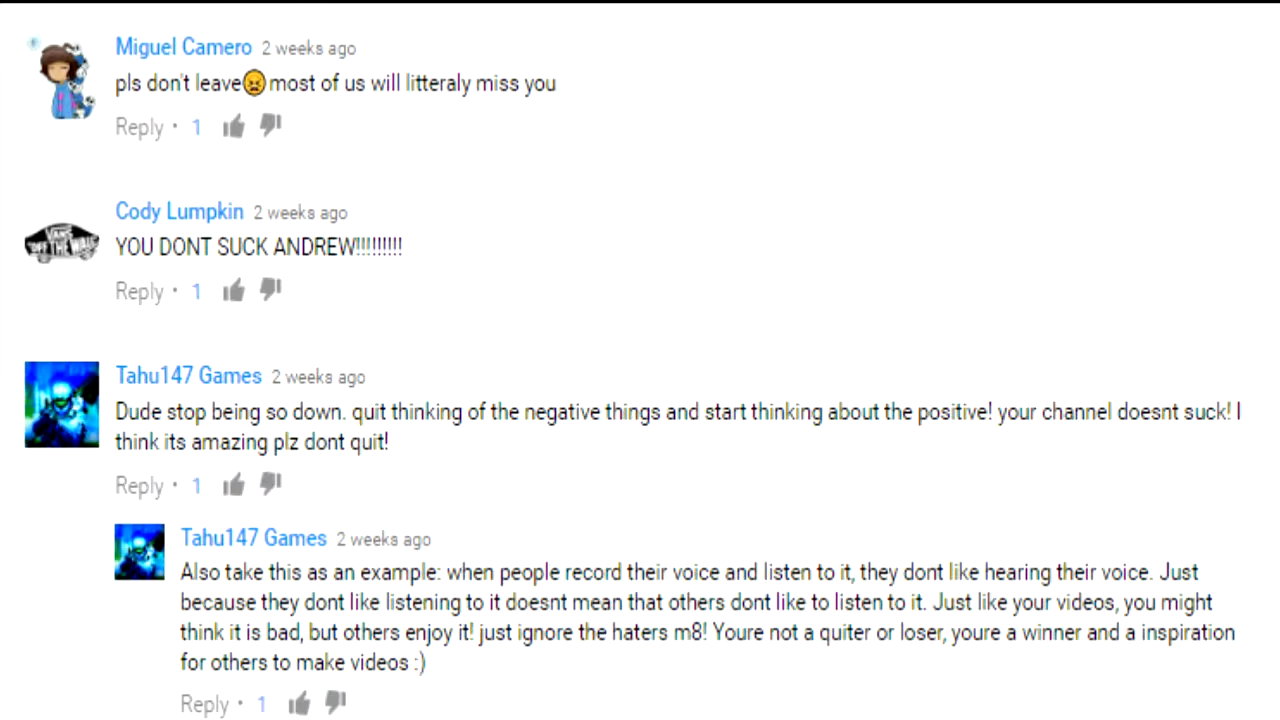 Miguel Camero 2 weeks ago
pls don't leave😠most of us will litteraly miss you
Reply • 1
Cody Lumpkin 2 weeks ago
VANS
"OFF THE WALL"
YOU DONT SUCK ANDREW!!!!!!!!!
Reply • 1
Tahu147 Games 2 weeks ago
Dude stop being so down. quit thinking of the negative things and start thinking about the positive! your channel doesnt suck! I
think its amazing plz dont quit!
Reply • 1
Tahu147 Games 2 weeks ago
Also take this as an example: when people record their voice and listen to it, they dont like hearing their voice. Just
because they dont like listening to it doesnt mean that others dont like to listen to it. Just like your videos, you might
think it is bad, but others enjoy it! just ignore the haters m8! Youre not a quiter or loser, youre a winner and a inspiration
for others to make videos :)
Reply • 1